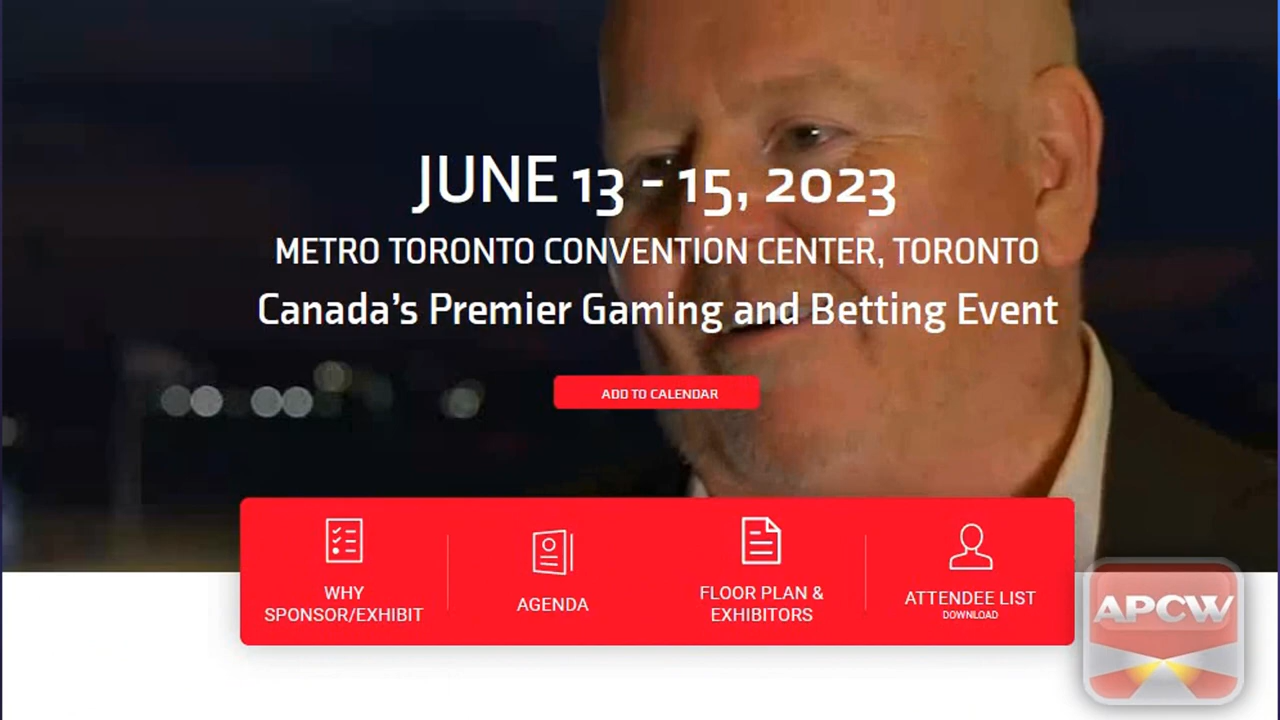 JUNE 13 - 15, 2023
METRO TORONTO CONVENTION CENTER, TORONTO
Canada's Premier Gaming and Betting Event
ADD TO CALENDAR
WHY
SPONSOR/EXHIBIT
AGENDA
FLOOR PLAN &
EXHIBITORS
ATTENDEE LIST
DOWNLOAD
APCW